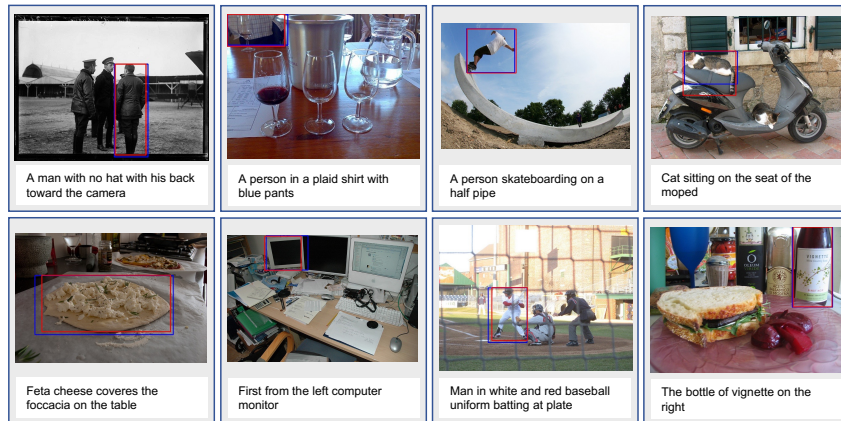 A man with no hat with his back
toward the camera
A person in a plaid shirt with
blue pants
A person skateboarding on a
half pipe
Cat sitting on the seat of the
moped
Feta cheese coveres the
foccacia on the table
First from the left computer
monitor
Man in white and red baseball
uniform batting at plate
The bottle of vignette on the
right